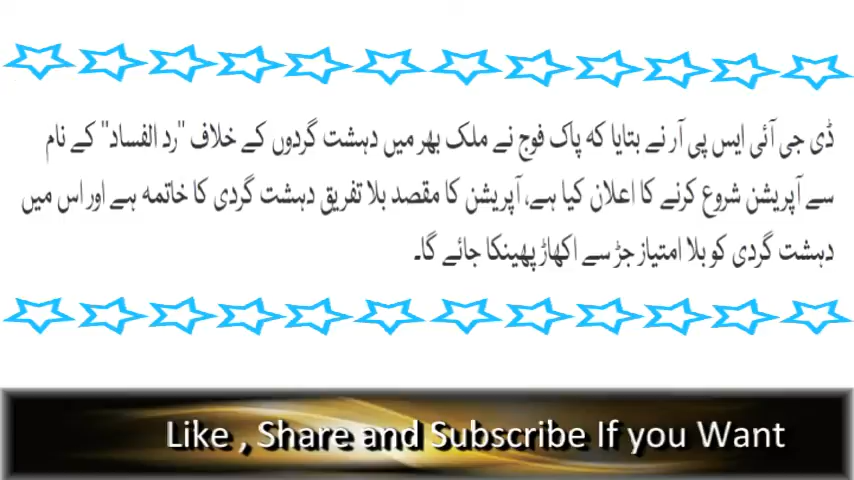 ڈی جی آئی ایس پی آر نے بتایا کہ پاک فوج نے ملک بھر میں دہشت گردوں کے خلاف "رد الفساد" کے نام
سے آپریشن شروع کرنے کا اعلان کیا ہے، آپریشن کا مقصد بلا تفریق دہشت گردی کا خاتمہ ہے اور اس میں
دہشت گردی کو بلا امتیاز جڑ سے اکھاڑ پھینکا جائے گا۔
Like , Share and Subscribe If you Want